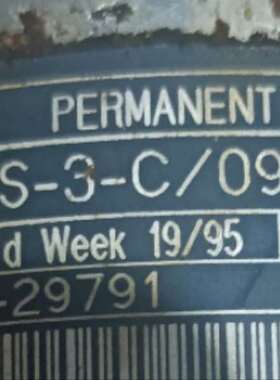 PERMANENT
S-3-C/09
d Week 19/95
-29791